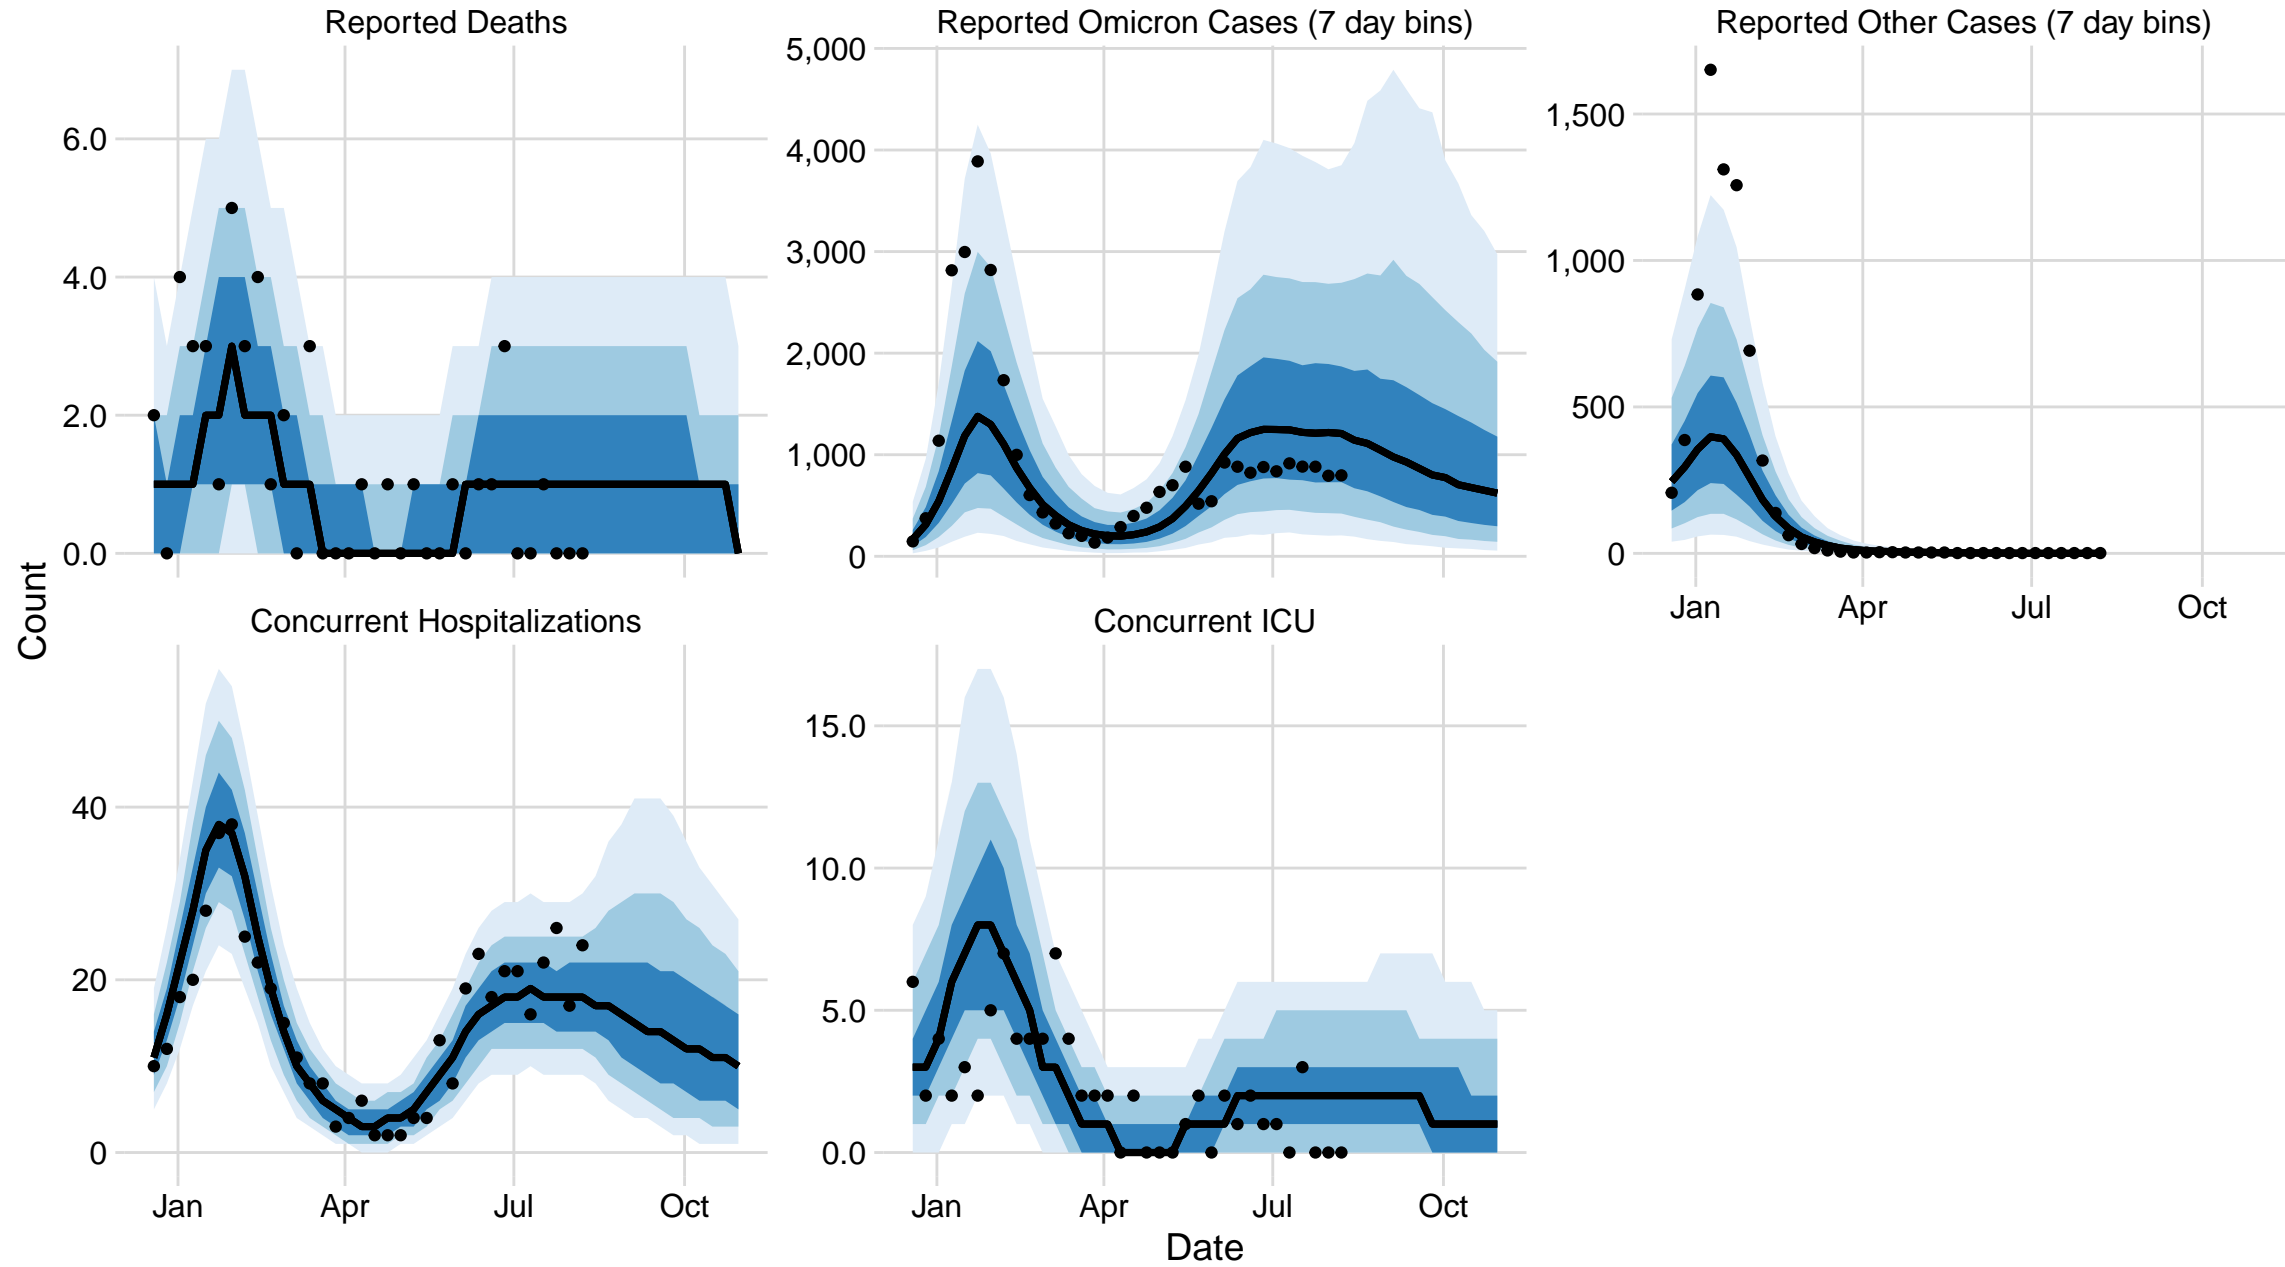 Reported Deaths
Reported Omicron Cases (7 day bins)
Reported Other Cases (7 day bins)
6.0
4.0
2.0
0.0
5,000
4,000
3,000
2,000
1,000
0
1,500
1,000
500
0
Jan Apr Jul Oct
Count
Concurrent Hospitalizations
Concurrent ICU
40
20
0
15.0
10.0
5.0
0.0
Jan Apr Jul Oct
Jan Apr Jul Oct
Date